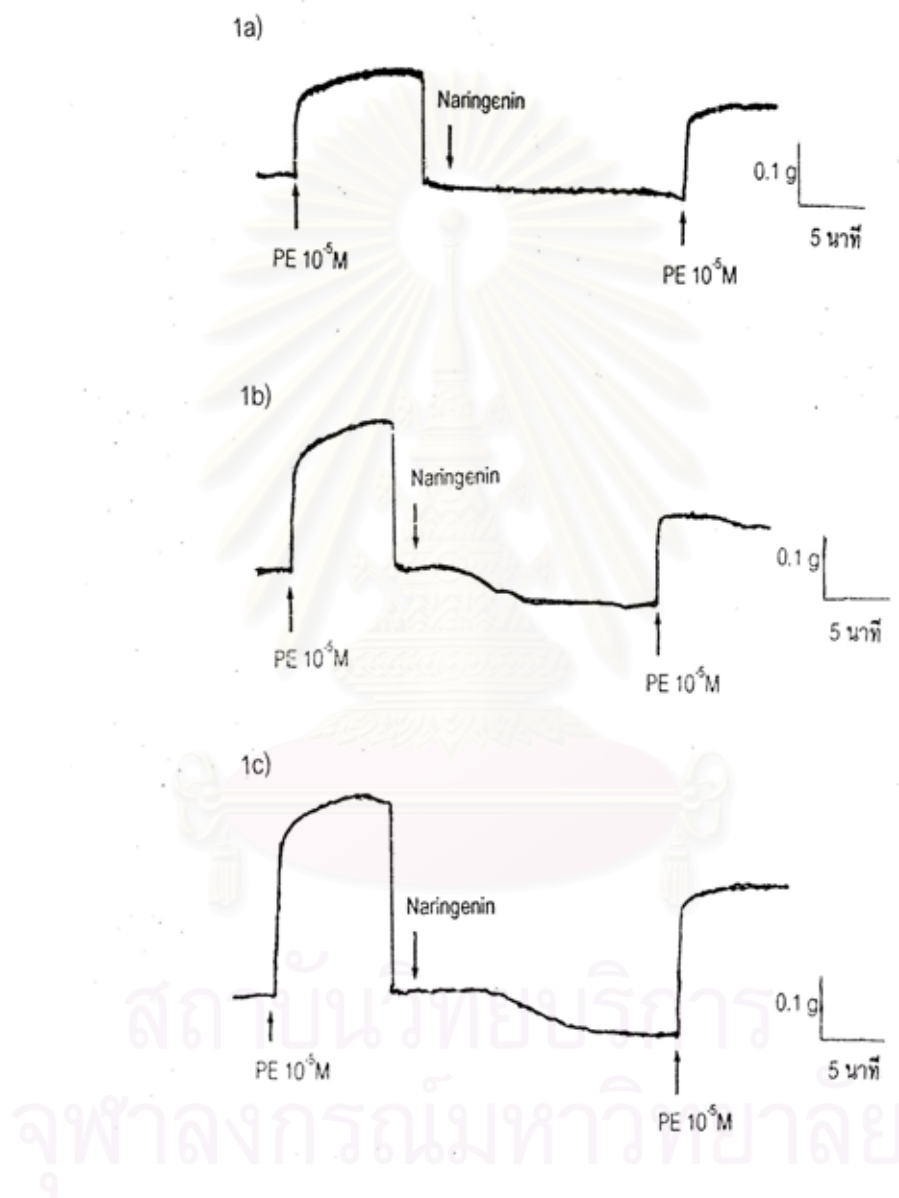 1a)
Naringenin
0.1 g
5 นาที
PE 10⁻⁵M
PE 10⁻⁵M
1b)
Naringenin
0.1 g
5 นาที
PE 10⁻⁵M
PE 10⁻⁵M
1c)
Naringenin
0.1 g
5 นาที
PE 10⁻⁵M
PE 10⁻⁵M
สถาบันวิทยบริการ
จุฬาลงกรณ์มหาวิทยาลัย